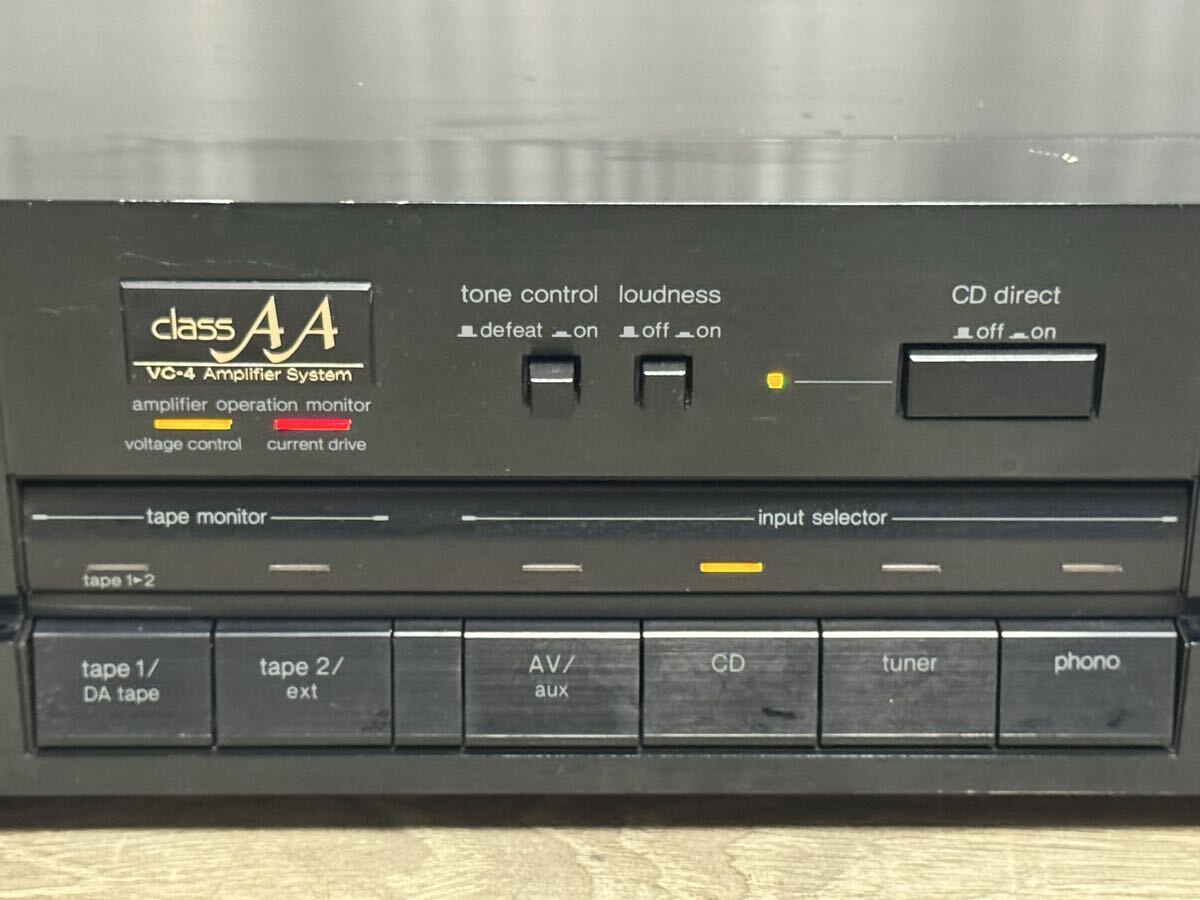 class AA
VC-4 Amplifier System
amplifier operation monitor
voltage control
current drive
tone control
defeat on
loudness
off on
CD direct
off on
tape monitor
tape 1▸2
input selector
tape 1/
DA tape
tape 2/
ext
AV/
aux
CD
tuner
phono